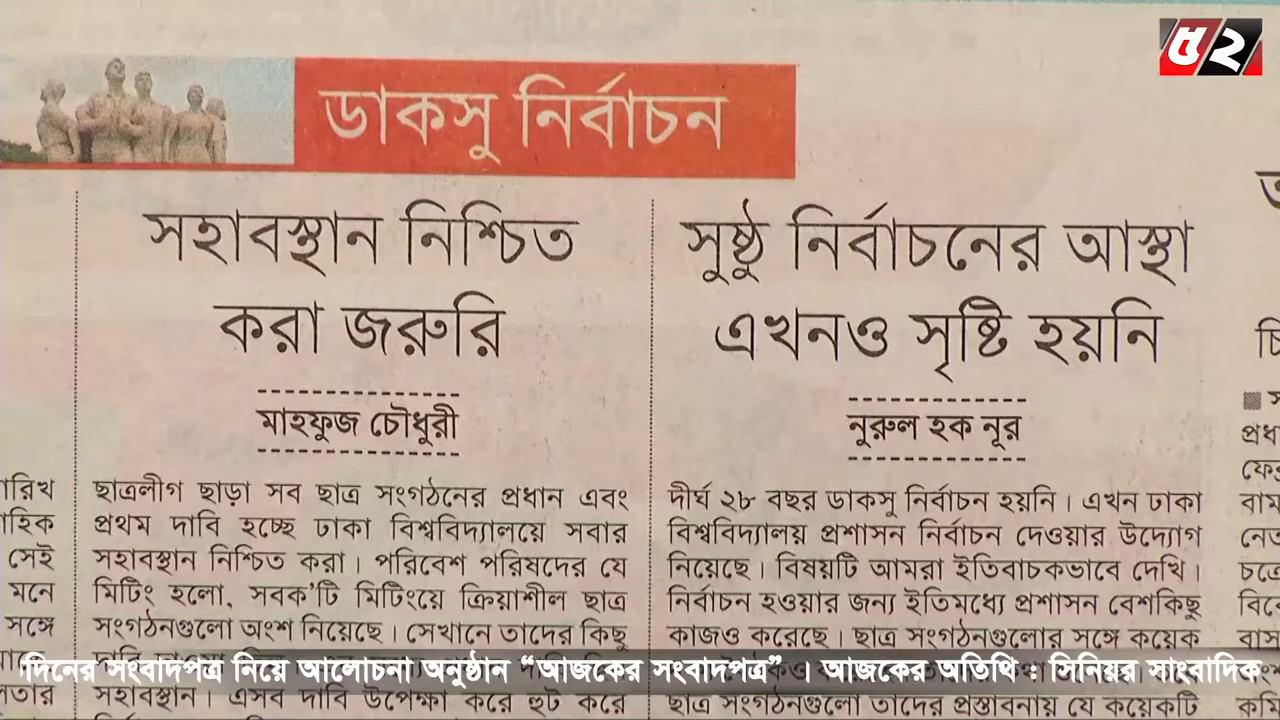 ৫২
ডাকসু নির্বাচন
সহাবস্থান নিশ্চিত
করা জরুরি
মাহফুজ চৌধুরী
ছাত্রলীগ ছাড়া সব ছাত্র সংগঠনের প্রধান এবং
প্রথম দাবি হচ্ছে ঢাকা বিশ্ববিদ্যালয়ে সবার
সহাবস্থান নিশ্চিত করা। পরিবেশ পরিষদের যে
মিটিং হলো, সবক'টি মিটিংয়ে ক্রিয়াশীল ছাত্র
সংগঠনগুলো অংশ নিয়েছে। সেখানে তাদের কিছু
সহাবস্থান। এসব দাবি উপেক্ষা করে হুট করে
সুষ্ঠু নির্বাচনের আস্থা
এখনও সৃষ্টি হয়নি
নুরুল হক নূর
দীর্ঘ ২৮ বছর ডাকসু নির্বাচন হয়নি। এখন ঢাকা
বিশ্ববিদ্যালয় প্রশাসন নির্বাচন দেওয়ার উদ্যোগ
নিয়েছে। বিষয়টি আমরা ইতিবাচকভাবে দেখি।
নির্বাচন হওয়ার জন্য ইতিমধ্যে প্রশাসন বেশকিছু
কাজও করেছে। ছাত্র সংগঠনগুলোর সঙ্গে কয়েক
ছাত্র সংগঠনগুলো তাদের প্রস্তাবনায় যে কয়েকটি
সেই
মনে
সঙ্গে
দিনের সংবাদপত্র নিয়ে আলোচনা অনুষ্ঠান “আজকের সংবাদপত্র” । আজকের অতিথি : সিনিয়র সাংবাদিক